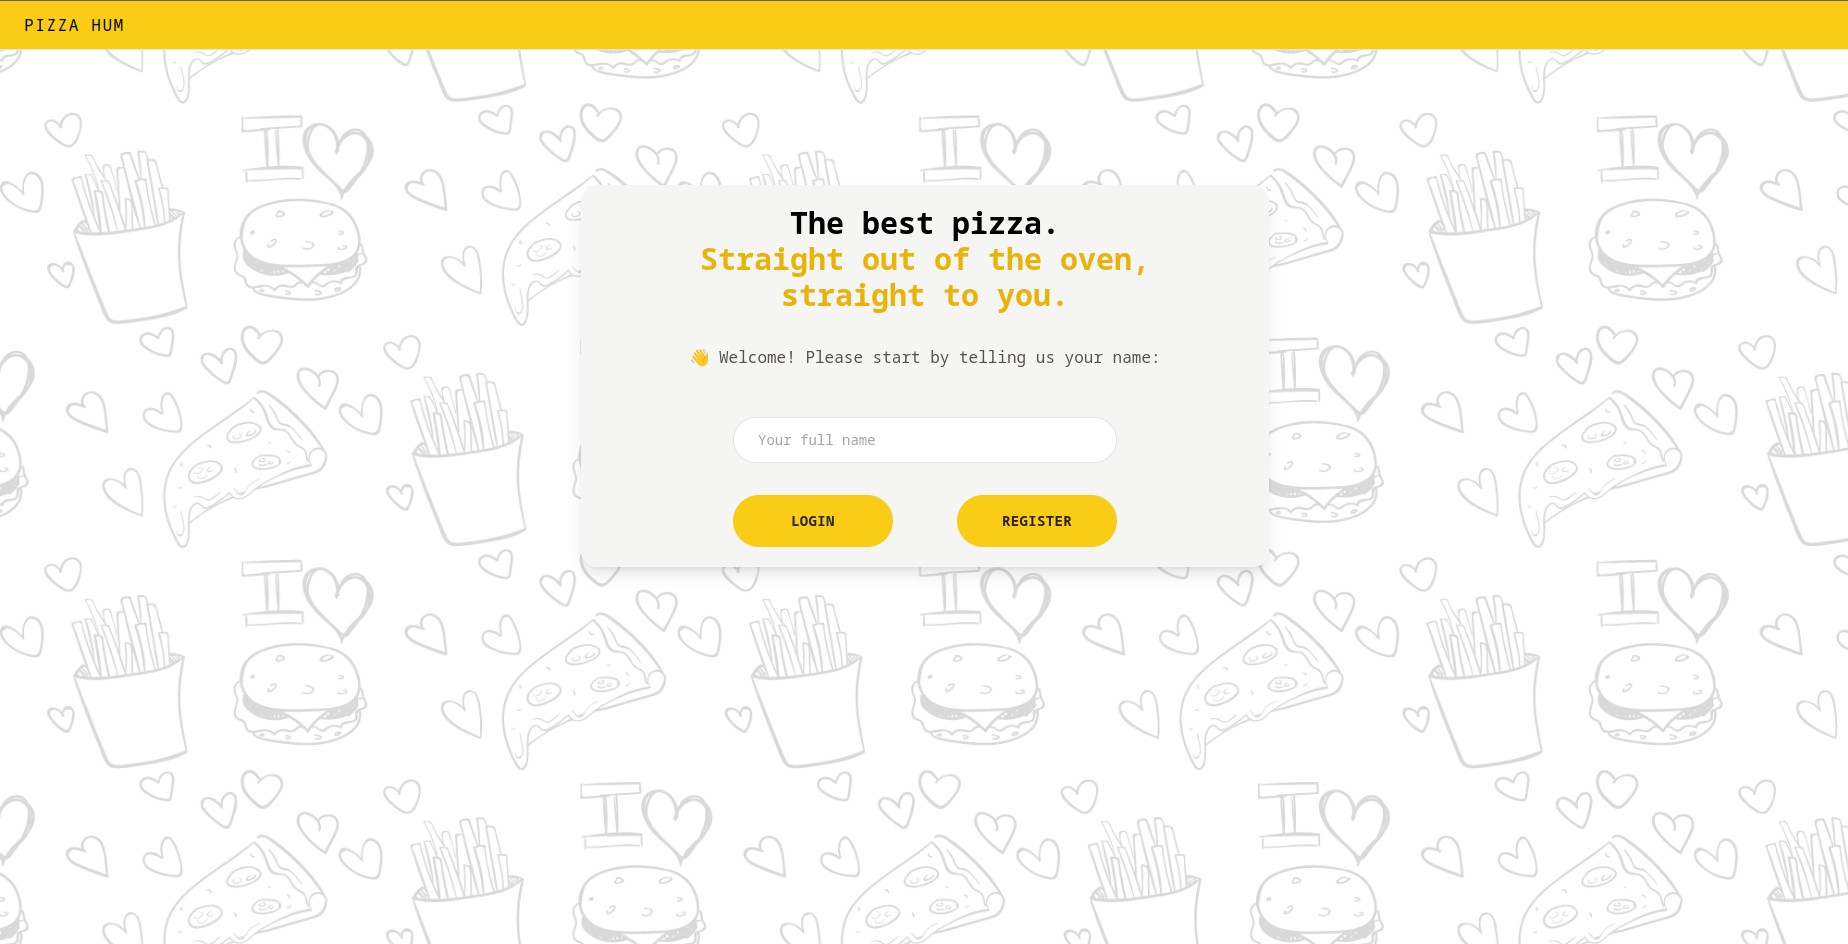 PIZZA HUM
The best pizza.
Straight out of the oven,
straight to you.
👋 Welcome! Please start by telling us your name:
Your full name
LOGIN
REGISTER
I
I
I
I
I
I
I
I
I